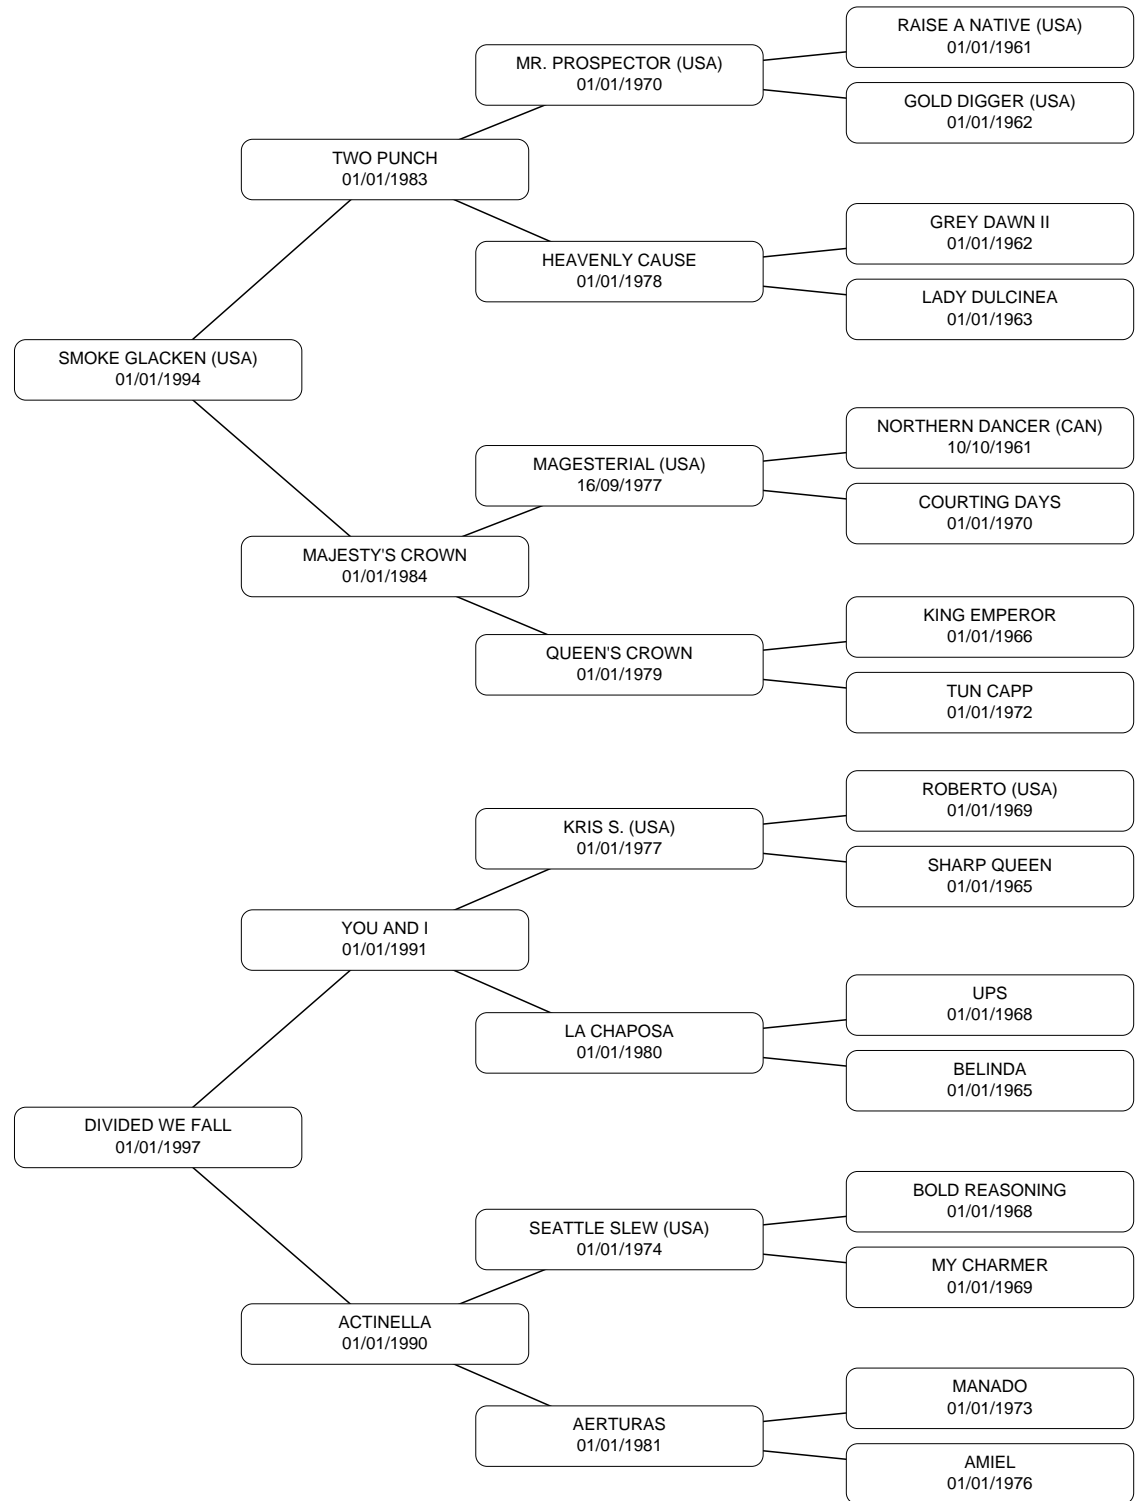 RAISE A NATIVE (USA)
01/01/1961
MR. PROSPECTOR (USA)
01/01/1970
GOLD DIGGER (USA)
01/01/1962
TWO PUNCH
01/01/1983
GREY DAWN II
01/01/1962
HEAVENLY CAUSE
01/01/1978
LADY DULCINEA
01/01/1963
SMOKE GLACKEN (USA)
01/01/1994
NORTHERN DANCER (CAN)
10/10/1961
MAGESTERIAL (USA)
16/09/1977
COURTING DAYS
01/01/1970
MAJESTY'S CROWN
01/01/1984
KING EMPEROR
01/01/1966
QUEEN'S CROWN
01/01/1979
TUN CAPP
01/01/1972
ROBERTO (USA)
01/01/1969
KRIS S. (USA)
01/01/1977
SHARP QUEEN
01/01/1965
YOU AND I
01/01/1991
UPS
01/01/1968
LA CHAPOSA
01/01/1980
BELINDA
01/01/1965
DIVIDED WE FALL
01/01/1997
BOLD REASONING
01/01/1968
SEATTLE SLEW (USA)
01/01/1974
MY CHARMER
01/01/1969
ACTINELLA
01/01/1990
MANADO
01/01/1973
AERTURAS
01/01/1981
AMIEL
01/01/1976